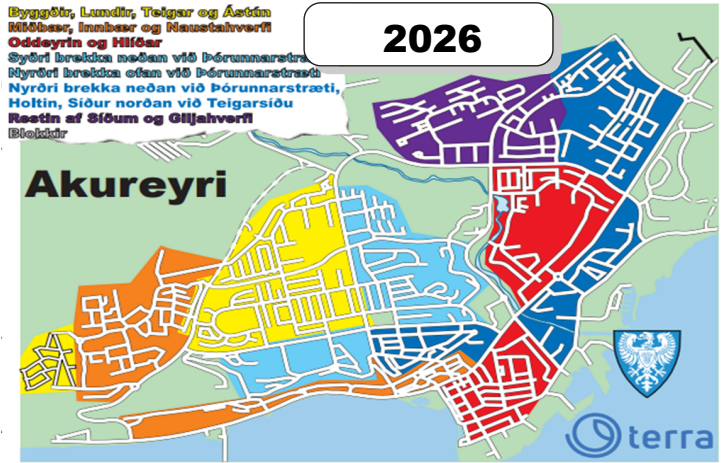 Byggðir, Lundir, Teigar og Ástún
Miðbær, Innbær og Naustahverfi
Oddeyrin og Hlíðar
Syðri brekka neðan við Þórunnarstræ
Nyrðri brekka ofan við Þórunnarstræti
Nyrðri brekka neðan við Þórunnarstræti,
Holtin, Síður norðan við Teigarsíðu
Restin af Síðum og Giljahverfi
Blokkir
2026
Akureyri
terra